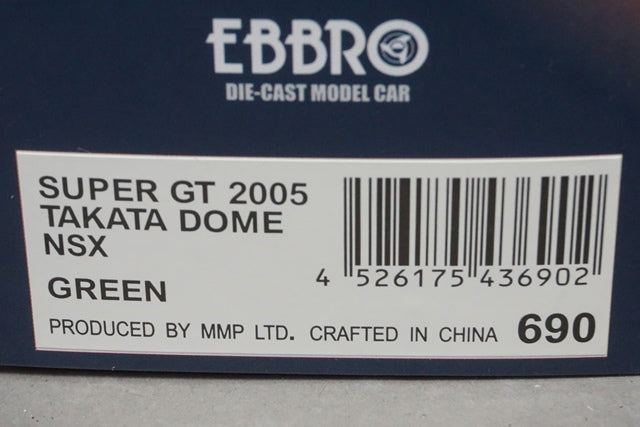 EBBRO
DIE-CAST MODEL CAR
SUPER GT 2005
TAKATA DOME
NSX
GREEN
4 526175 436902
PRODUCED BY MMP LTD. CRAFTED IN CHINA 690